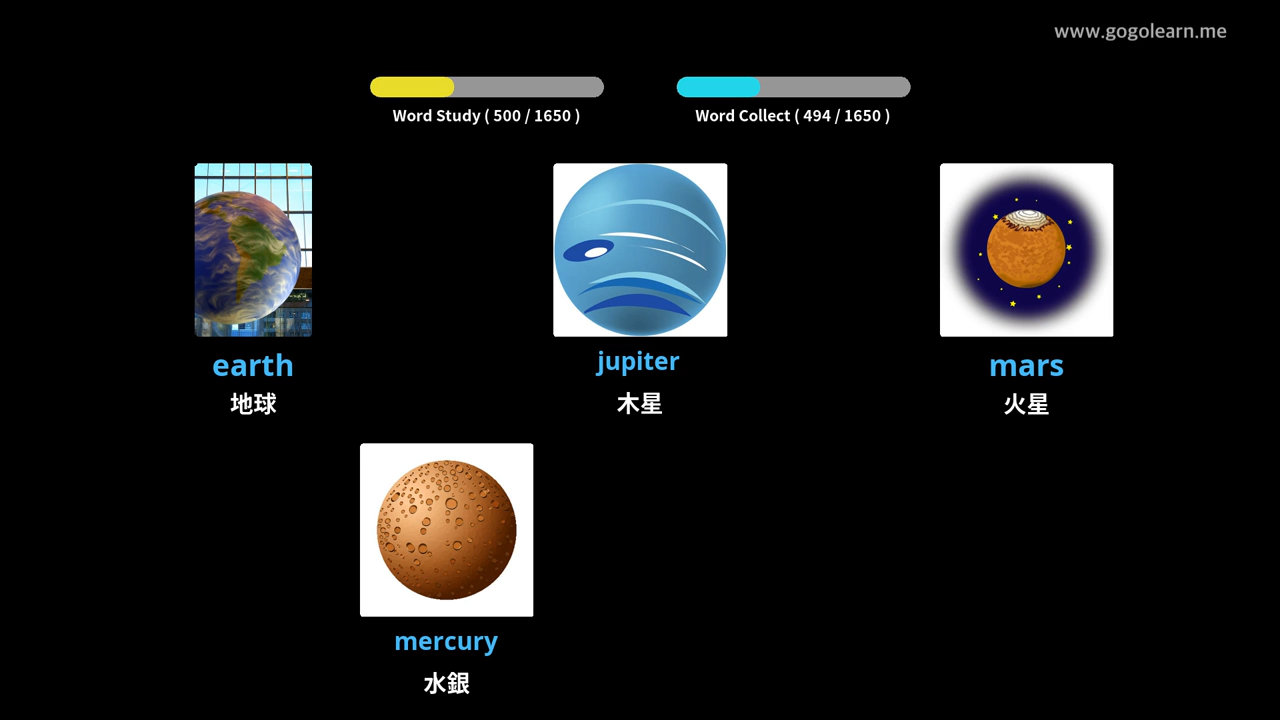 www.gogolearn.me
Word Study ( 500 / 1650 )
Word Collect ( 494 / 1650 )
earth
地球
jupiter
木星
mars
火星
mercury
水銀